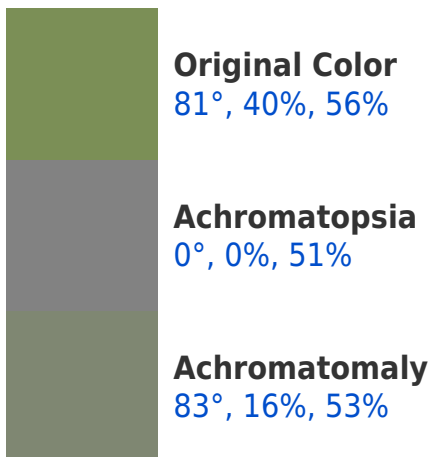 Original Color
81°, 40%, 56%
Achromatopsia
0°, 0%, 51%
Achromatomaly
83°, 16%, 53%